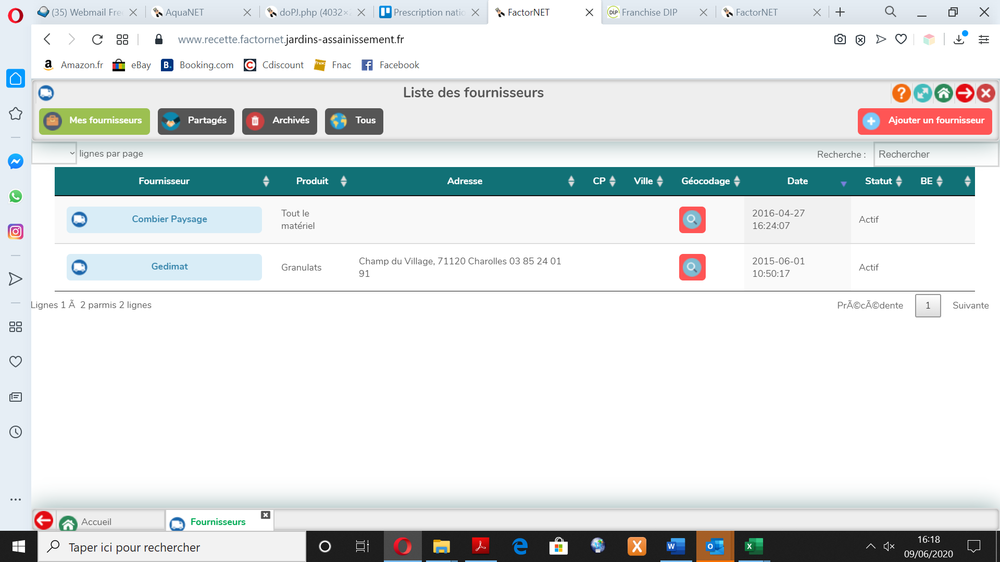 (35) Webmail Free
AquaNET
doPJ.php (4032×
Prescription natio
FactorNET
Franchise DIP
FactorNET
www.recette.factornet.jardins-assainissement.fr
Amazon.fr
eBay
Booking.com
Cdiscount
Fnac
Facebook
Liste des fournisseurs
Mes fournisseurs
Partagés
Archivés
Tous
Ajouter un fournisseur
lignes par page
Recherche :
Rechercher
Fournisseur
Produit
Adresse
CP
Ville
Géocodage
Date
Statut
BE
Combier Paysage
Tout le
matériel
2016-04-27
16:24:07
Actif
Gedimat
Granulats
Champ du Village, 71120 Charolles 03 85 24 01
91
2015-06-01
10:50:17
Actif
Lignes 1 Ã  2 parmis 2 lignes
PrÃ©cÃ©dente
1
Suivante
Accueil
Fournisseurs
Taper ici pour rechercher
16:18
09/06/2020